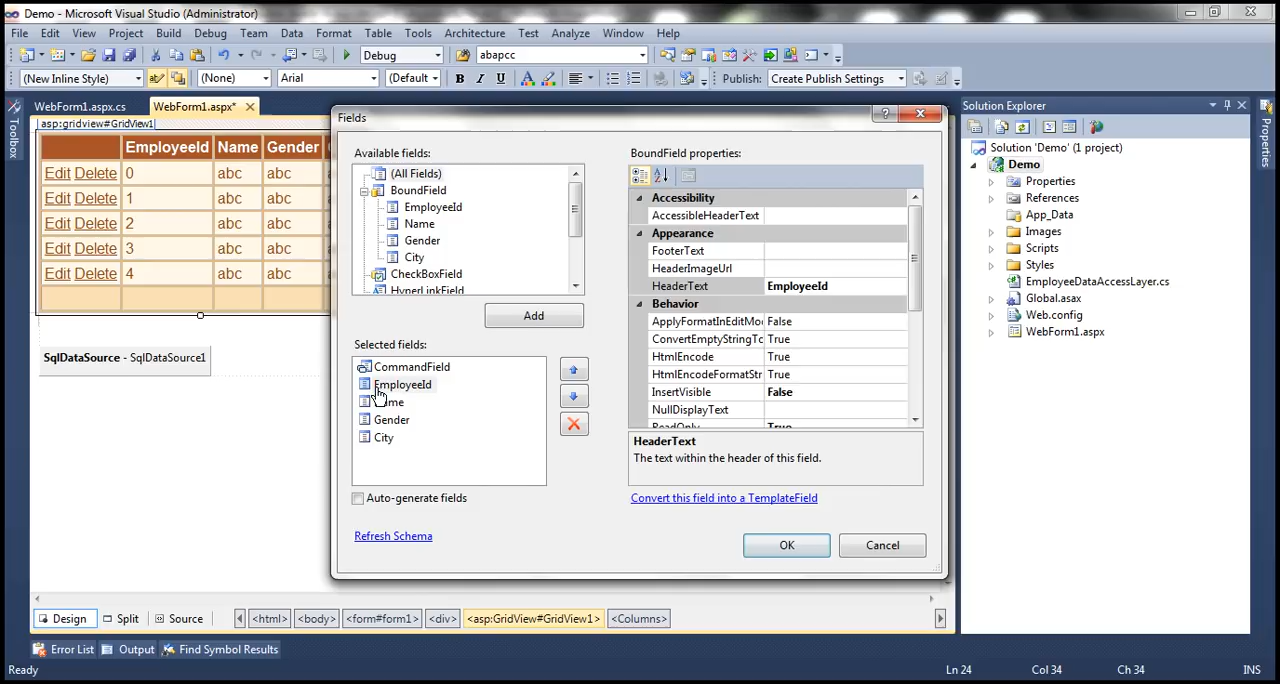 Demo - Microsoft Visual Studio (Administrator)
File Edit View Project Build Debug Team Data Format Table Tools Architecture Test Analyze Window Help
Debug abapcc
(New Inline Style) (None) Arial (Default B I U A Publish: Create Publish Settings
WebForm1.aspx.cs WebForm1.aspx*
asp:gridview#GridView1
EmployeeId Name Gender
Edit Delete 0 abc abc
Edit Delete 1 abc abc
Edit Delete 2 abc abc
Edit Delete 3 abc abc
Edit Delete 4 abc abc
SqlDataSource - SqlDataSource1
Toolbox
Fields
Available fields:
(All Fields)
BoundField
EmployeeId
Name
Gender
City
CheckBoxField
HyperLinkField
Add
Selected fields:
CommandField
EmployeeId
Gender
City
Auto-generate fields
Refresh Schema
BoundField properties:
Accessibility
AccessibleHeaderText
Appearance
FooterText
HeaderImageUrl
HeaderText EmployeeId
Behavior
ApplyFormatInEditMo False
ConvertEmptyStringTo True
HtmlEncode True
HtmlEncodeFormatStr True
InsertVisible False
NullDisplayText
ReadOnly True
HeaderText
The text within the header of this field.
Convert this field into a TemplateField
OK Cancel
Solution Explorer
Solution 'Demo' (1 project)
Demo
Properties
References
App_Data
Images
Scripts
Styles
EmployeeDataAccessLayer.cs
Global.asax
Web.config
WebForm1.aspx
Properties
Design Split Source <html> <body> <form#form1> <div> <asp:GridView#GridView1> <Columns>
Error List Output Find Symbol Results
Ready Ln 24 Col 34 Ch 34 INS